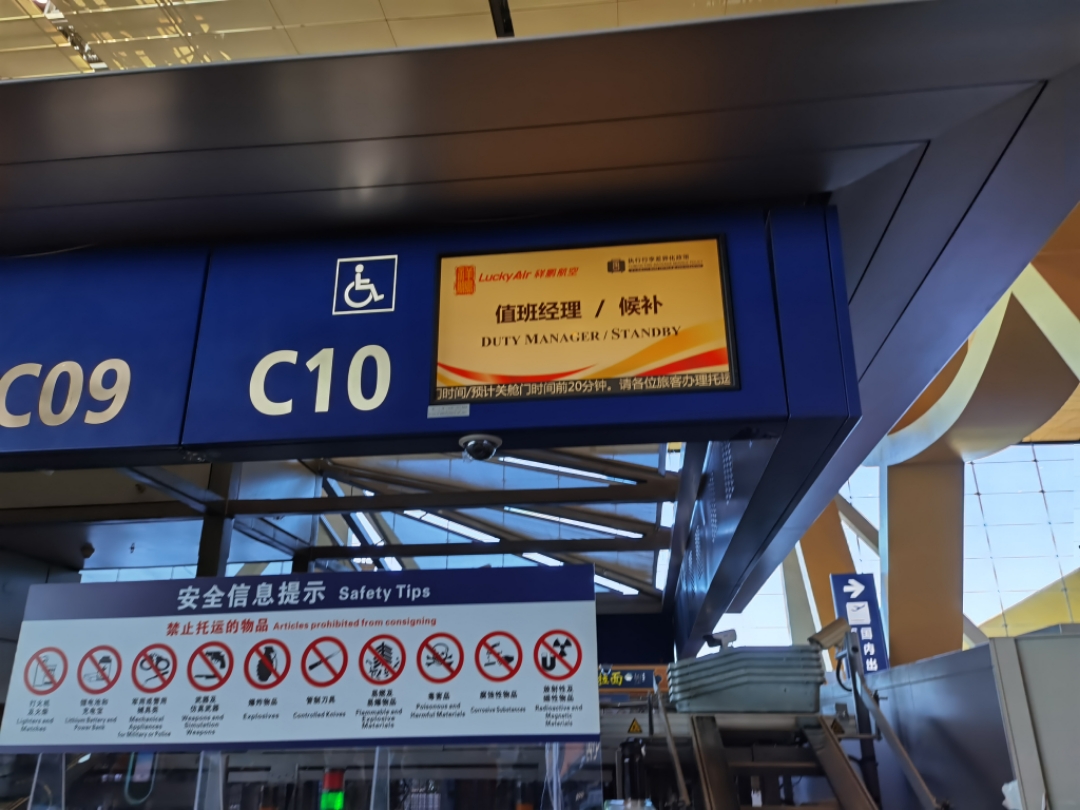 LuckyAir 祥鹏航空
值班经理 / 候补
DUTY MANAGER / STANDBY
门时间/预计关舱门时间前20分钟。请各位旅客办理托运
C09
C10
安全信息提示 Safety Tips
禁止托运的物品 Articles prohibited from consigning
打火机
及火柴
Lighters and
Matches
锂电池和
充电宝
Lithium Battery and
Power Bank
军用或警用
械具类
Mechanical
Appliances
for Military or Police
武器及
仿真武器
Weapons and
Simulation
Weapons
爆炸物品
Explosives
管制刀具
Controlled Knives
易燃及
易爆物品
Flammable and
Explosive
Materials
毒害品
Poisonous and
Harmful Materials
腐蚀性物品
Corrosive Substances
放射性及
磁性物品
Radioactive and
Magnetic
Materials
国内出